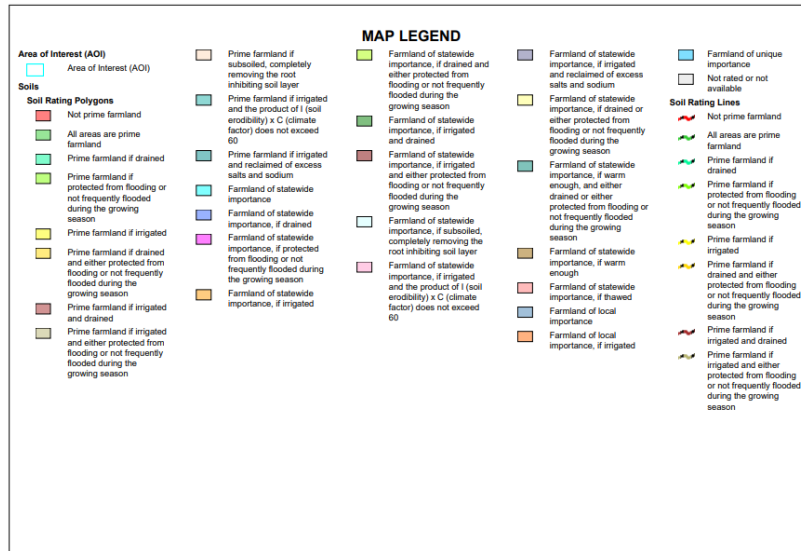 MAP LEGEND
Area of Interest (AOI)
Area of Interest (AOI)
Soils
Soil Rating Polygons
Not prime farmland
All areas are prime
farmland
Prime farmland if drained
Prime farmland if
protected from flooding or
not frequently flooded
during the growing
season
Prime farmland if irrigated
Prime farmland if drained
and either protected from
flooding or not frequently
flooded during the
growing season
Prime farmland if irrigated
and drained
Prime farmland if irrigated
and either protected from
flooding or not frequently
flooded during the
growing season
Prime farmland if
subsoiled, completely
removing the root
inhibiting soil layer
Prime farmland if irrigated
and the product of I (soil
erodibility) x C (climate
factor) does not exceed
60
Prime farmland if irrigated
and reclaimed of excess
salts and sodium
Farmland of statewide
importance
Farmland of statewide
importance, if drained
Farmland of statewide
importance, if protected
from flooding or not
frequently flooded during
the growing season
Farmland of statewide
importance, if irrigated
Farmland of statewide
importance, if drained and
either protected from
flooding or not frequently
flooded during the
growing season
Farmland of statewide
importance, if irrigated
and drained
Farmland of statewide
importance, if irrigated
and either protected from
flooding or not frequently
flooded during the
growing season
Farmland of statewide
importance, if subsoiled,
completely removing the
root inhibiting soil layer
Farmland of statewide
importance, if irrigated
and the product of I (soil
erodibility) x C (climate
factor) does not exceed
60
Farmland of statewide
importance, if irrigated
and reclaimed of excess
salts and sodium
Farmland of statewide
importance, if drained or
either protected from
flooding or not frequently
flooded during the
growing season
Farmland of statewide
importance, if warm
enough, and either
drained or either
protected from flooding or
not frequently flooded
during the growing
season
Farmland of statewide
importance, if warm
enough
Farmland of statewide
importance, if thawed
Farmland of local
importance
Farmland of local
importance, if irrigated
Farmland of unique
importance
Not rated or not
available
Soil Rating Lines
Not prime farmland
All areas are prime
farmland
Prime farmland if
drained
Prime farmland if
protected from flooding
or not frequently flooded
during the growing
season
Prime farmland if
irrigated
Prime farmland if
drained and either
protected from flooding
or not frequently flooded
during the growing
season
Prime farmland if
irrigated and drained
Prime farmland if
irrigated and either
protected from flooding
or not frequently flooded
during the growing
season